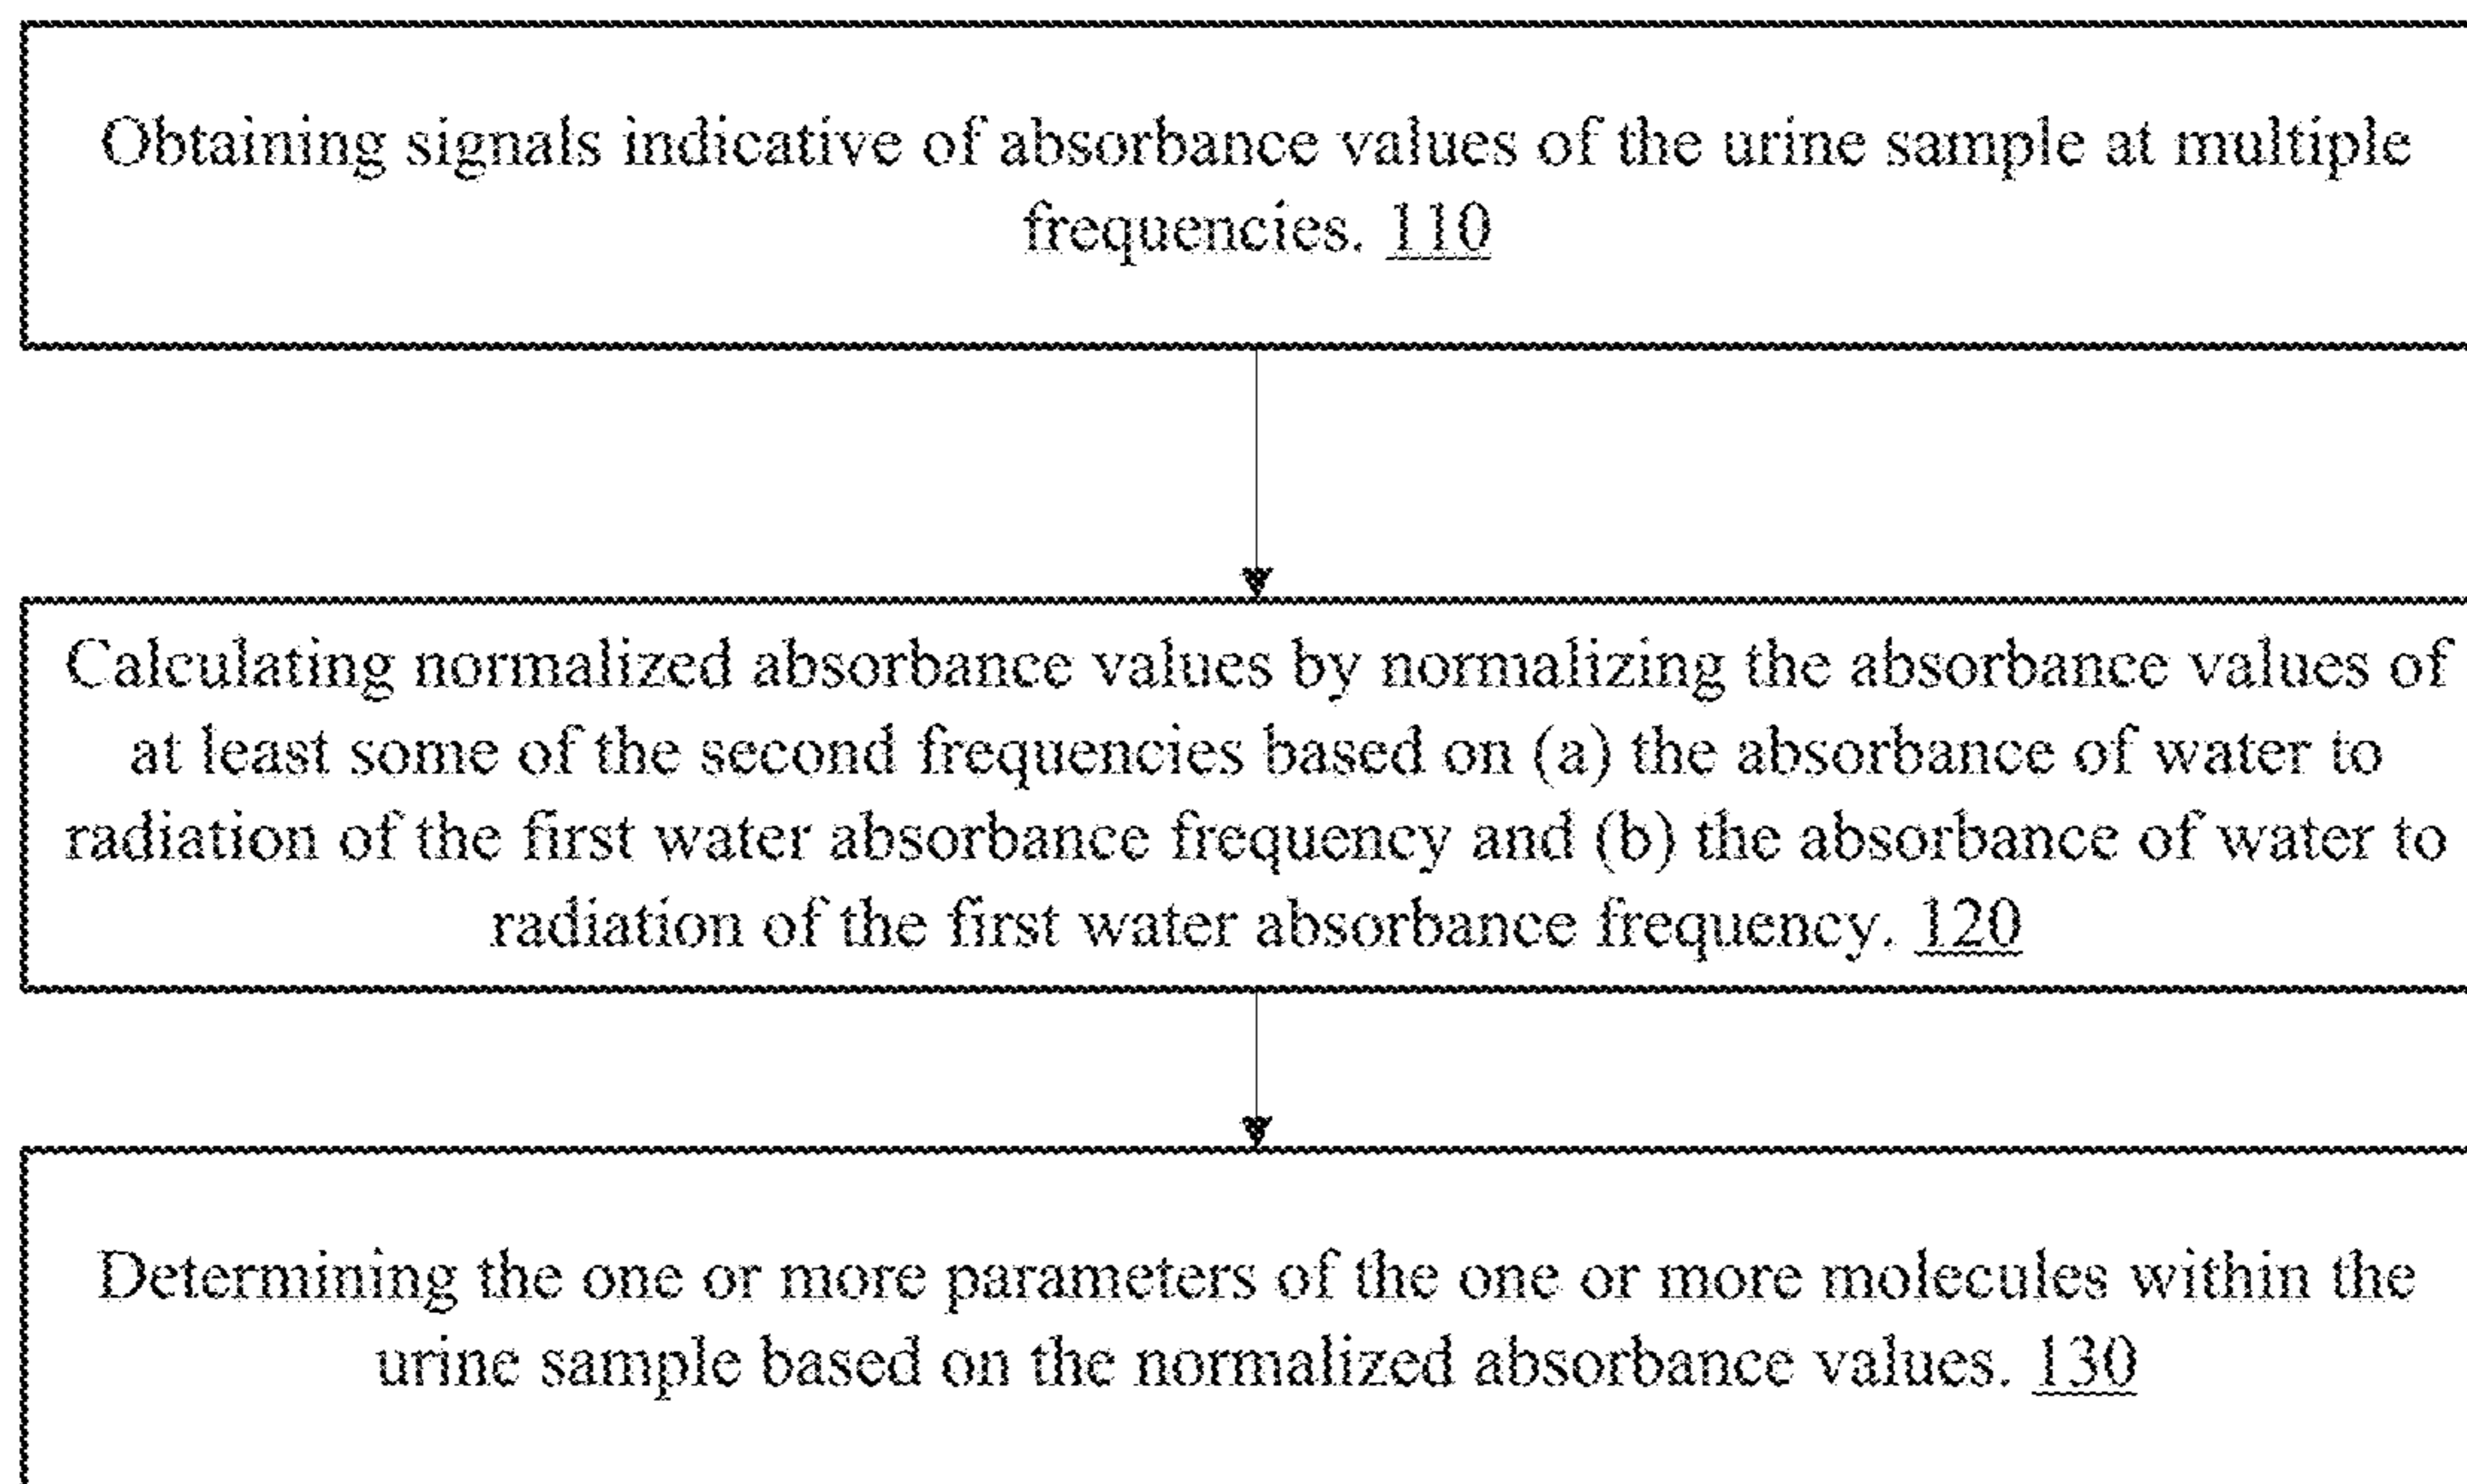 Obtaining signals indicative of absorbance values of the urine sample at multiple
frequencies. 110
Calculating normalized absorbance values by normalizing the absorbance values of
at least some of the second frequencies based on (a) the absorbance of water to
radiation of the first water absorbance frequency and (b) the absorbance of water to
radiation of the first water absorbance frequency. 120
Determining the one or more parameters of the one or more molecules within the
urine sample based on the normalized absorbance values. 130